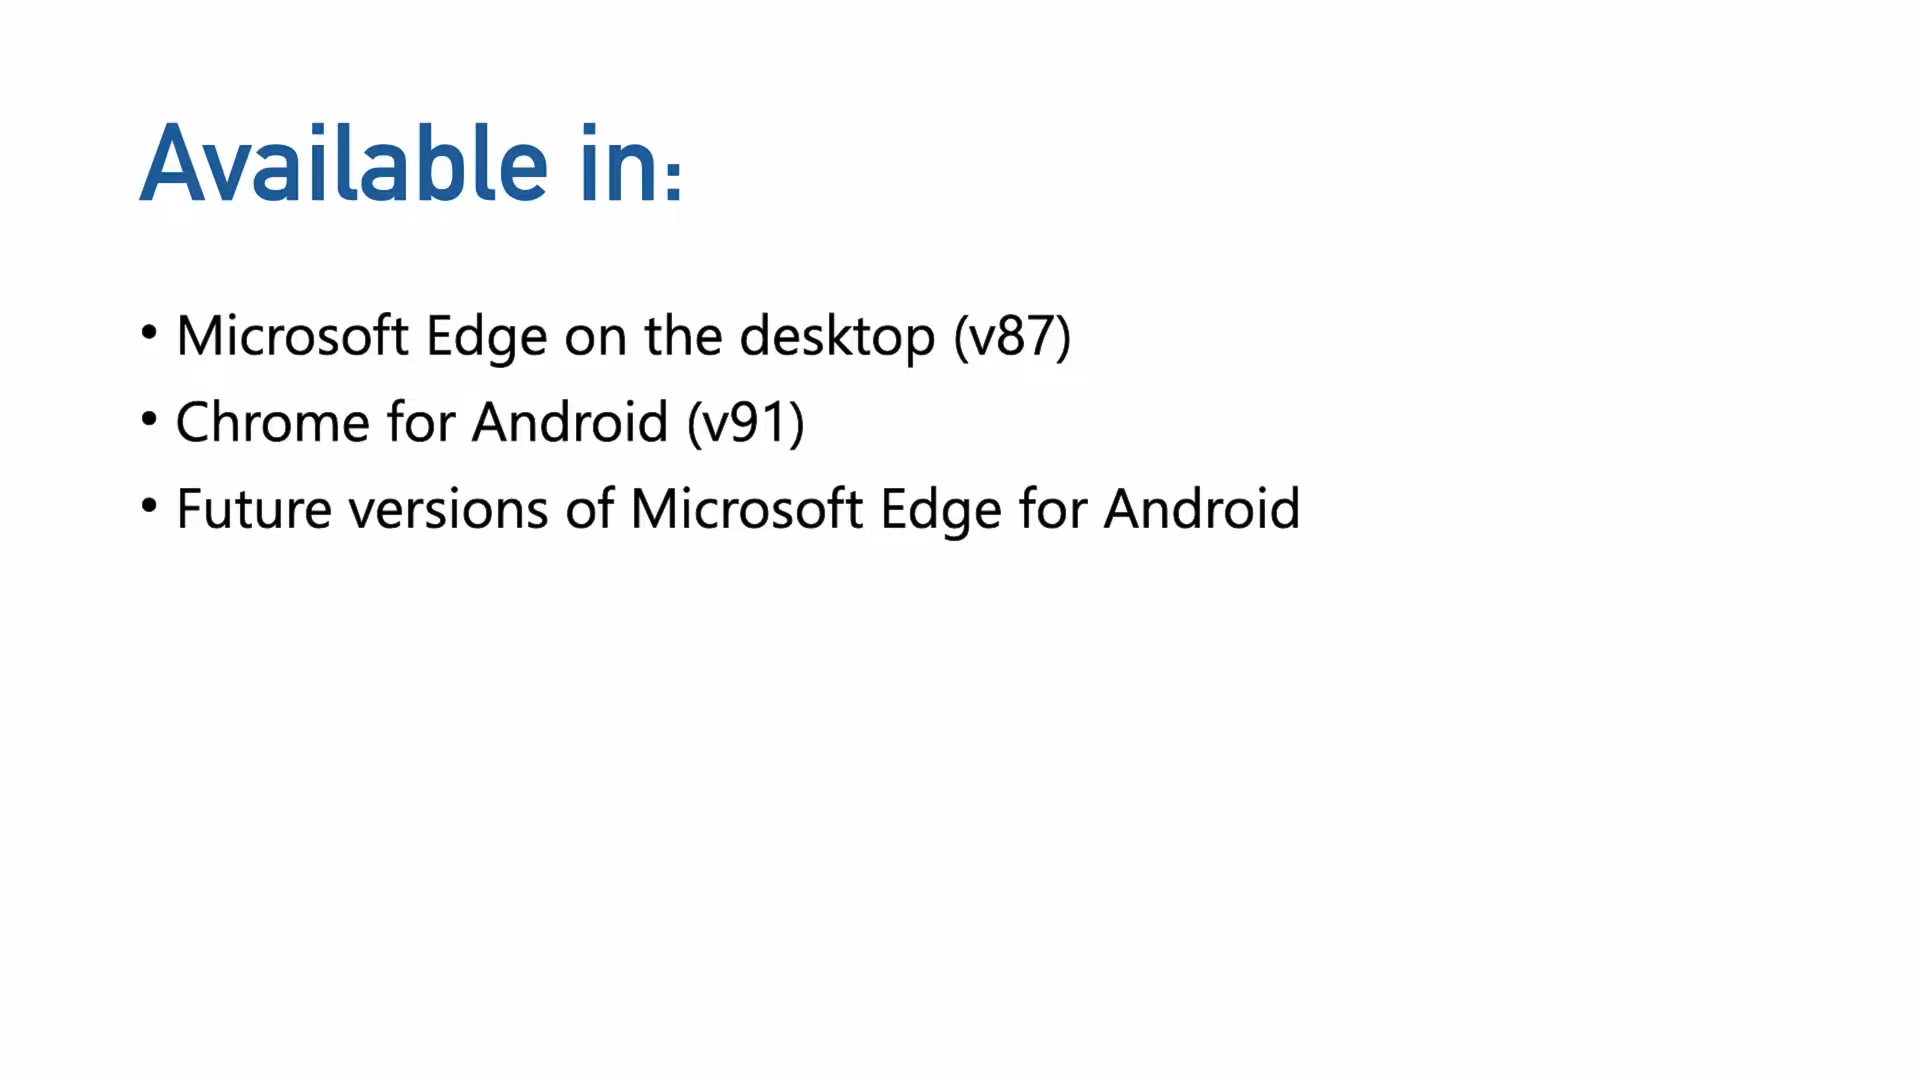 Available in:
• Microsoft Edge on the desktop (v87)
• Chrome for Android (v91)
• Future versions of Microsoft Edge for Android